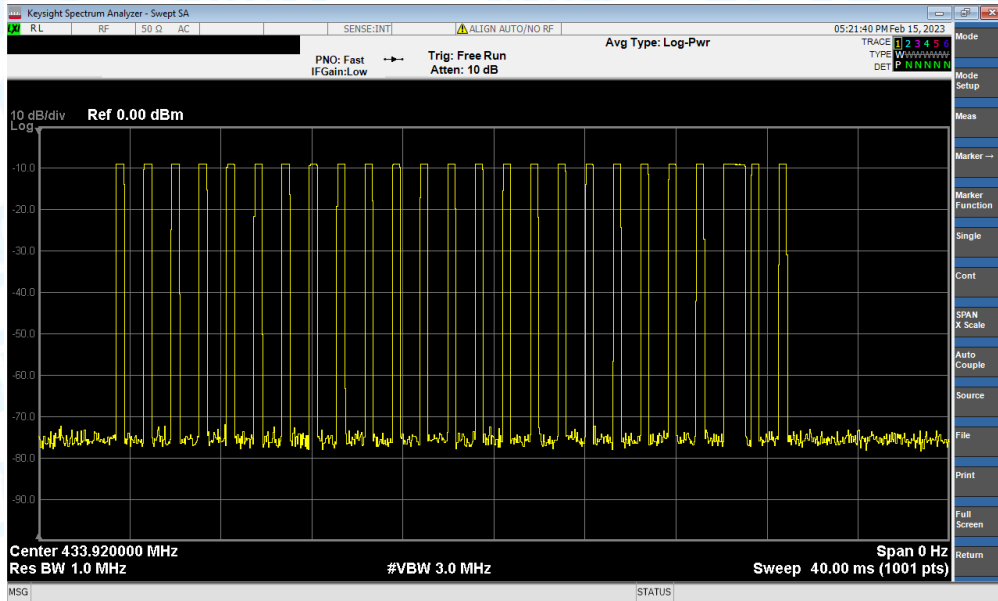 Keysight Spectrum Analyzer - Swept SA
LXI RL RF 50 Ω AC SENSE:INT ALIGN AUTO/NO RF 05:21:40 PM Feb 15, 2023
Avg Type: Log-Pwr
TRACE 1 2 3 4 5 6
TYPE WWWWWW
DET P N N N N N
PNO: Fast
IFGain:Low
Trig: Free Run
Atten: 10 dB
10 dB/div
Log
Ref 0.00 dBm
-10.0
-20.0
-30.0
-40.0
-50.0
-60.0
-70.0
-80.0
-90.0
Center 433.920000 MHz
Span 0 Hz
Res BW 1.0 MHz
#VBW 3.0 MHz
Sweep 40.00 ms (1001 pts)
MSG
STATUS
Mode
Mode
Setup
Meas
Marker →
Marker
Function
Single
Cont
SPAN
X Scale
Auto
Couple
Source
File
Print
Full
Screen
Return